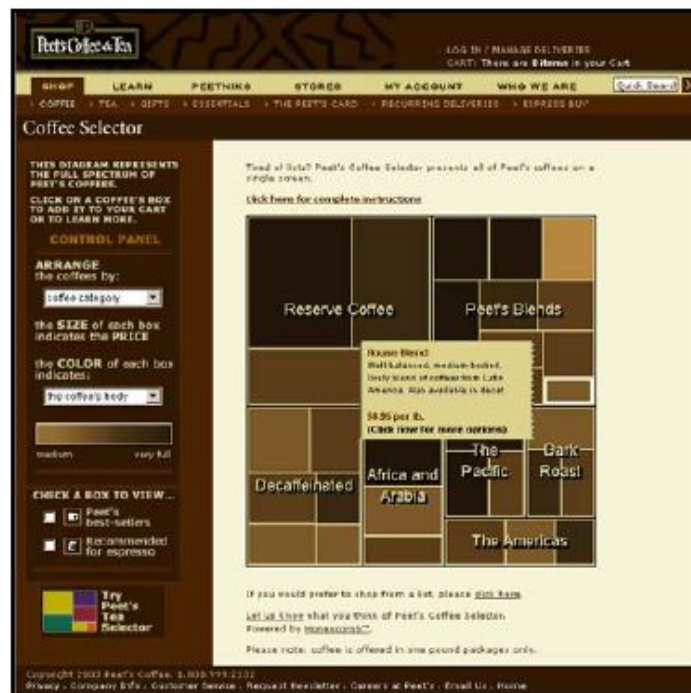 Peet's Coffee & Tea
LOG IN / MANAGE DELIVERIES
CART: There are 0 items in your Cart
SHOP LEARN PEETNIKS STORES MY ACCOUNT WHO WE ARE Quick Search
COFFEE TEA GIFTS ESSENTIALS THE PEET'S CARD RECURRING DELIVERIES EXPRESS BUY
Coffee Selector
THIS DIAGRAM REPRESENTS
THE FULL SPECTRUM OF
PEET'S COFFEES.
CLICK ON A COFFEE'S BOX
TO ADD IT TO YOUR CART
OR TO LEARN MORE.
CONTROL PANEL
ARRANGE
the coffees by:
coffee category
the SIZE of each box
indicates the PRICE
the COLOR of each box
indicates:
the coffee's body
medium very full
CHECK A BOX TO VIEW...
Peet's
best-sellers
Recommended
for espresso
Try
Peet's
Tea
Selector
Tired of lists? Peet's Coffee Selector presents all of Peet's coffees on a
single screen.
Click here for complete instructions
Reserve Coffee
Peet's Blends
House Blend
Well balanced, medium-bodied,
lively blend of coffees from Latin
America. Also available in decaf.
$8.95 per lb.
(Click now for more options)
Decaffeinated
Africa and
Arabia
The
Pacific
Dark
Roast
The Americas
If you would prefer to shop from a list, please click here.
Let us know what you think of Peet's Coffee Selector.
Powered by Honeycomb™.
Please note: coffee is offered in one pound packages only.
Copyright 2003 Peet's Coffee. 1.800.999.2132
Privacy . Company Info . Customer Service . Request Newsletter . Careers at Peet's . Email Us . Home